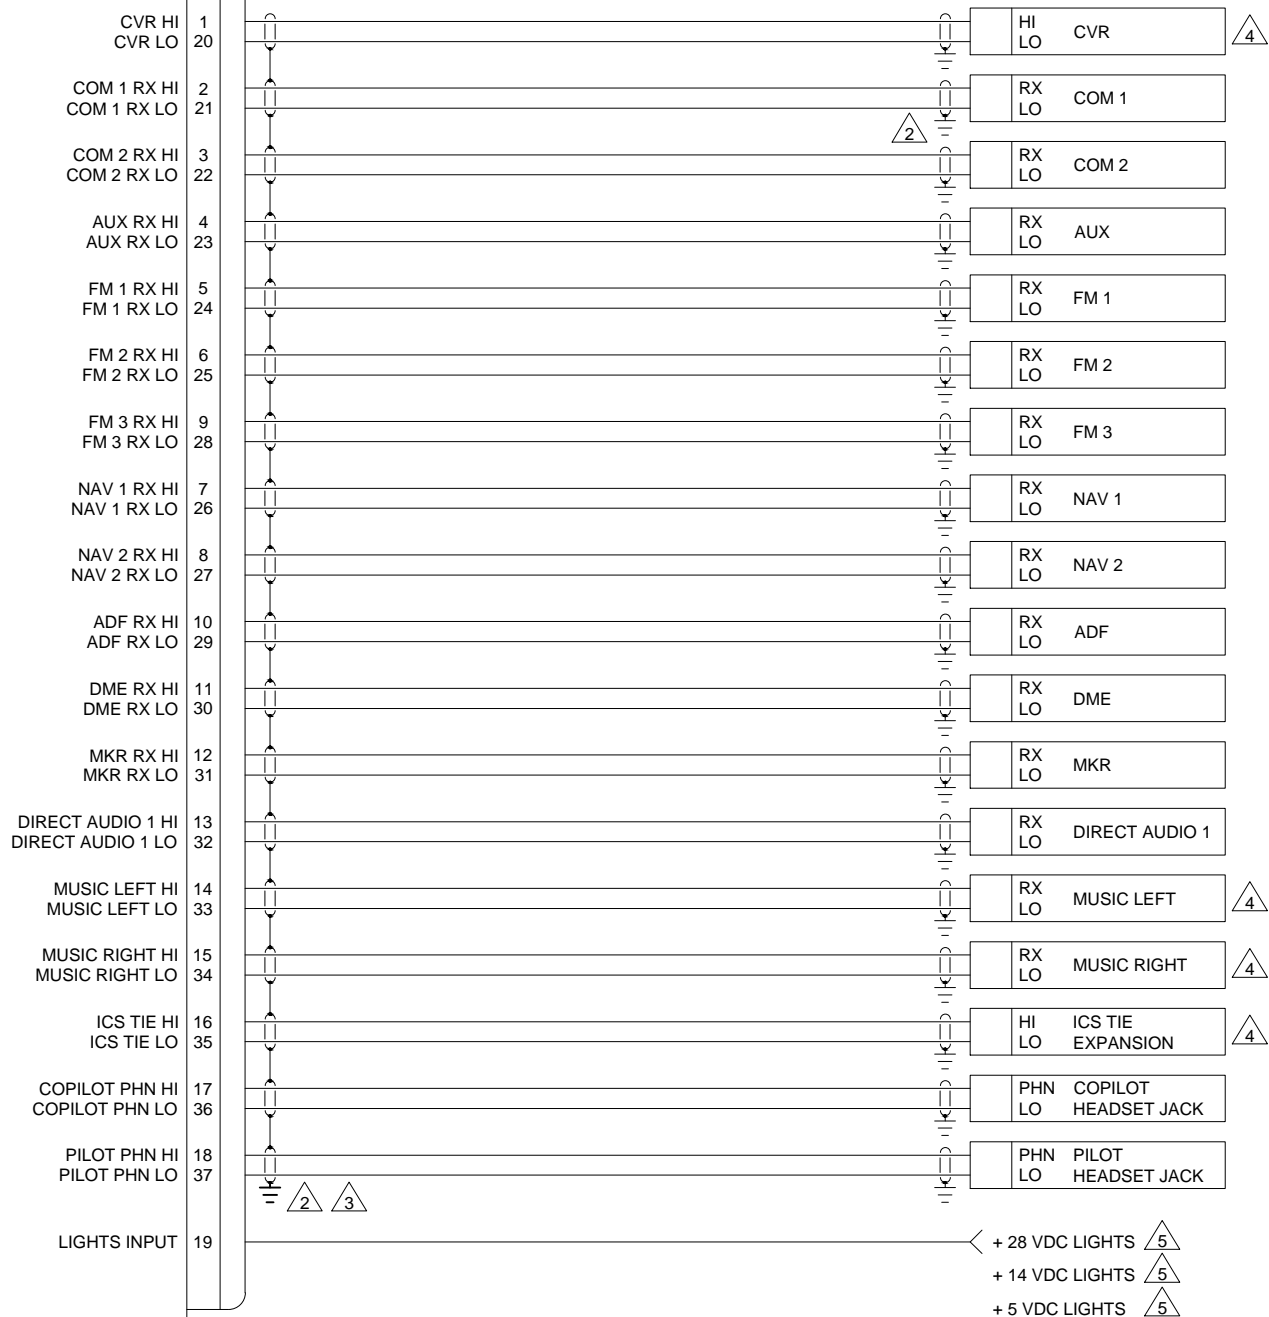 CVR HI 1 HI CVR 4
CVR LO 20 LO
COM 1 RX HI 2 RX COM 1
COM 1 RX LO 21 LO
2
COM 2 RX HI 3 RX COM 2
COM 2 RX LO 22 LO
AUX RX HI 4 RX AUX
AUX RX LO 23 LO
FM 1 RX HI 5 RX FM 1
FM 1 RX LO 24 LO
FM 2 RX HI 6 RX FM 2
FM 2 RX LO 25 LO
FM 3 RX HI 9 RX FM 3
FM 3 RX LO 28 LO
NAV 1 RX HI 7 RX NAV 1
NAV 1 RX LO 26 LO
NAV 2 RX HI 8 RX NAV 2
NAV 2 RX LO 27 LO
ADF RX HI 10 RX ADF
ADF RX LO 29 LO
DME RX HI 11 RX DME
DME RX LO 30 LO
MKR RX HI 12 RX MKR
MKR RX LO 31 LO
DIRECT AUDIO 1 HI 13 RX DIRECT AUDIO 1
DIRECT AUDIO 1 LO 32 LO
MUSIC LEFT HI 14 RX MUSIC LEFT 4
MUSIC LEFT LO 33 LO
MUSIC RIGHT HI 15 RX MUSIC RIGHT 4
MUSIC RIGHT LO 34 LO
ICS TIE HI 16 HI ICS TIE 4
ICS TIE LO 35 LO EXPANSION
COPILOT PHN HI 17 PHN COPILOT
COPILOT PHN LO 36 LO HEADSET JACK
PILOT PHN HI 18 PHN PILOT
PILOT PHN LO 37 LO HEADSET JACK
2 3
LIGHTS INPUT 19 + 28 VDC LIGHTS 5
+ 14 VDC LIGHTS 5
+ 5 VDC LIGHTS 5